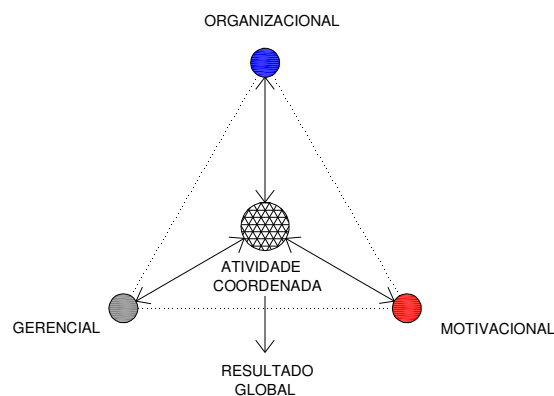 ORGANIZACIONAL
ATIVIDADE
COORDENADA
GERENCIAL
MOTIVACIONAL
RESULTADO
GLOBAL